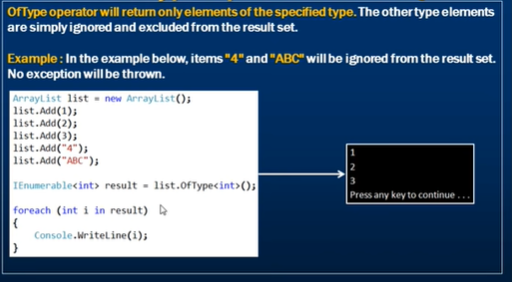 OfType operator will return only elements of the specified type. The other type elements
are simply ignored and excluded from the result set.
Example : In the example below, items "4" and "ABC" will be ignored from the result set.
No exception will be thrown.
ArrayList list = new ArrayList();
list.Add(1);
list.Add(2);
list.Add(3);
list.Add("4");
list.Add("ABC");
IEnumerable<int> result = list.OfType<int>();
foreach (int i in result)
{
Console.WriteLine(i);
}
1
2
3
Press any key to continue . . .